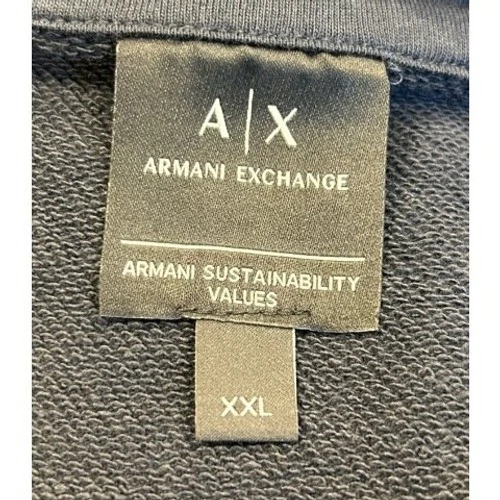 A|X
ARMANI EXCHANGE
ARMANI SUSTAINABILITY
VALUES
XXL